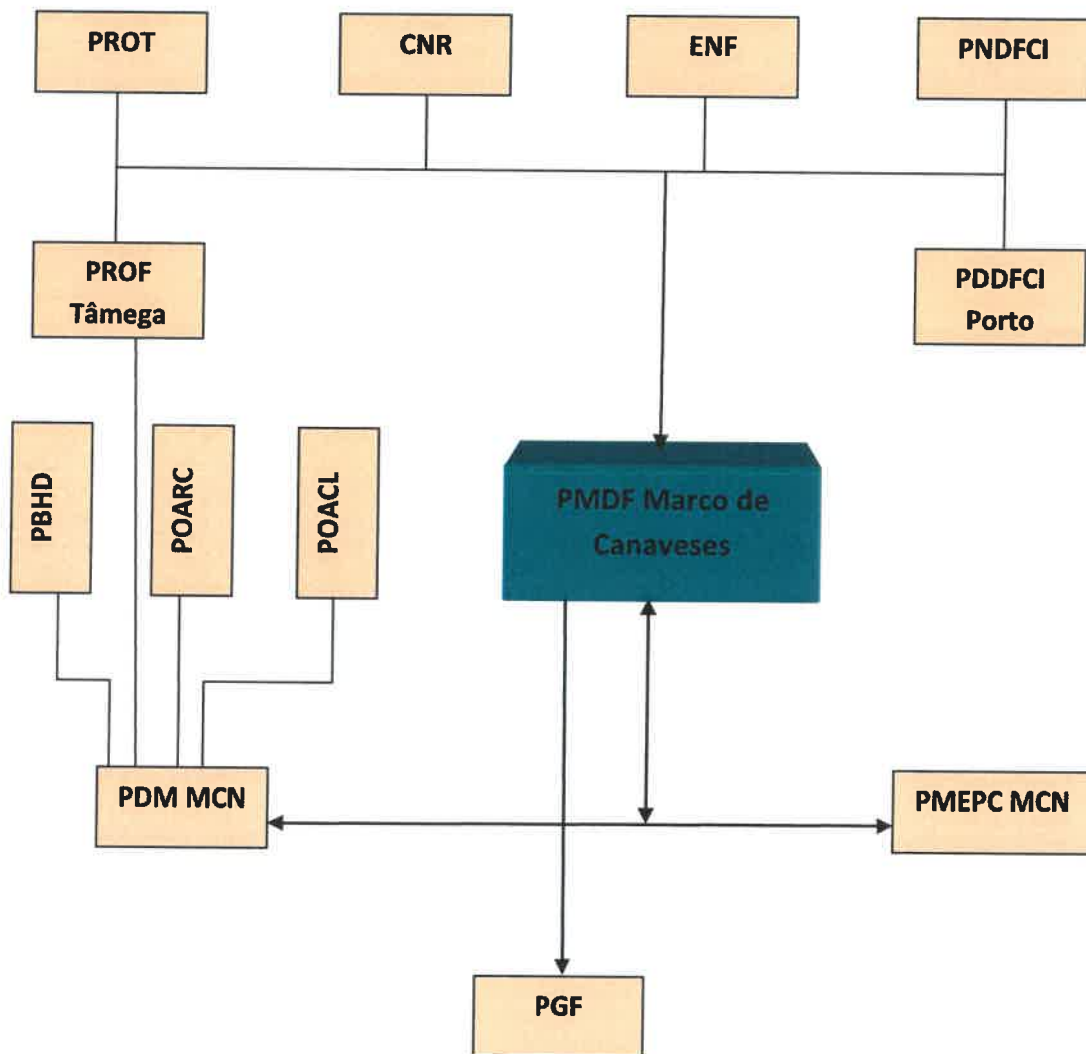 PROT
CNR
ENF
PNDFCI
PROF
Tâmega
PDDFCI
Porto
PBHD
POARC
POACL
PMDF Marco de
Canaveses
PDM MCN
PMEPC MCN
PGF